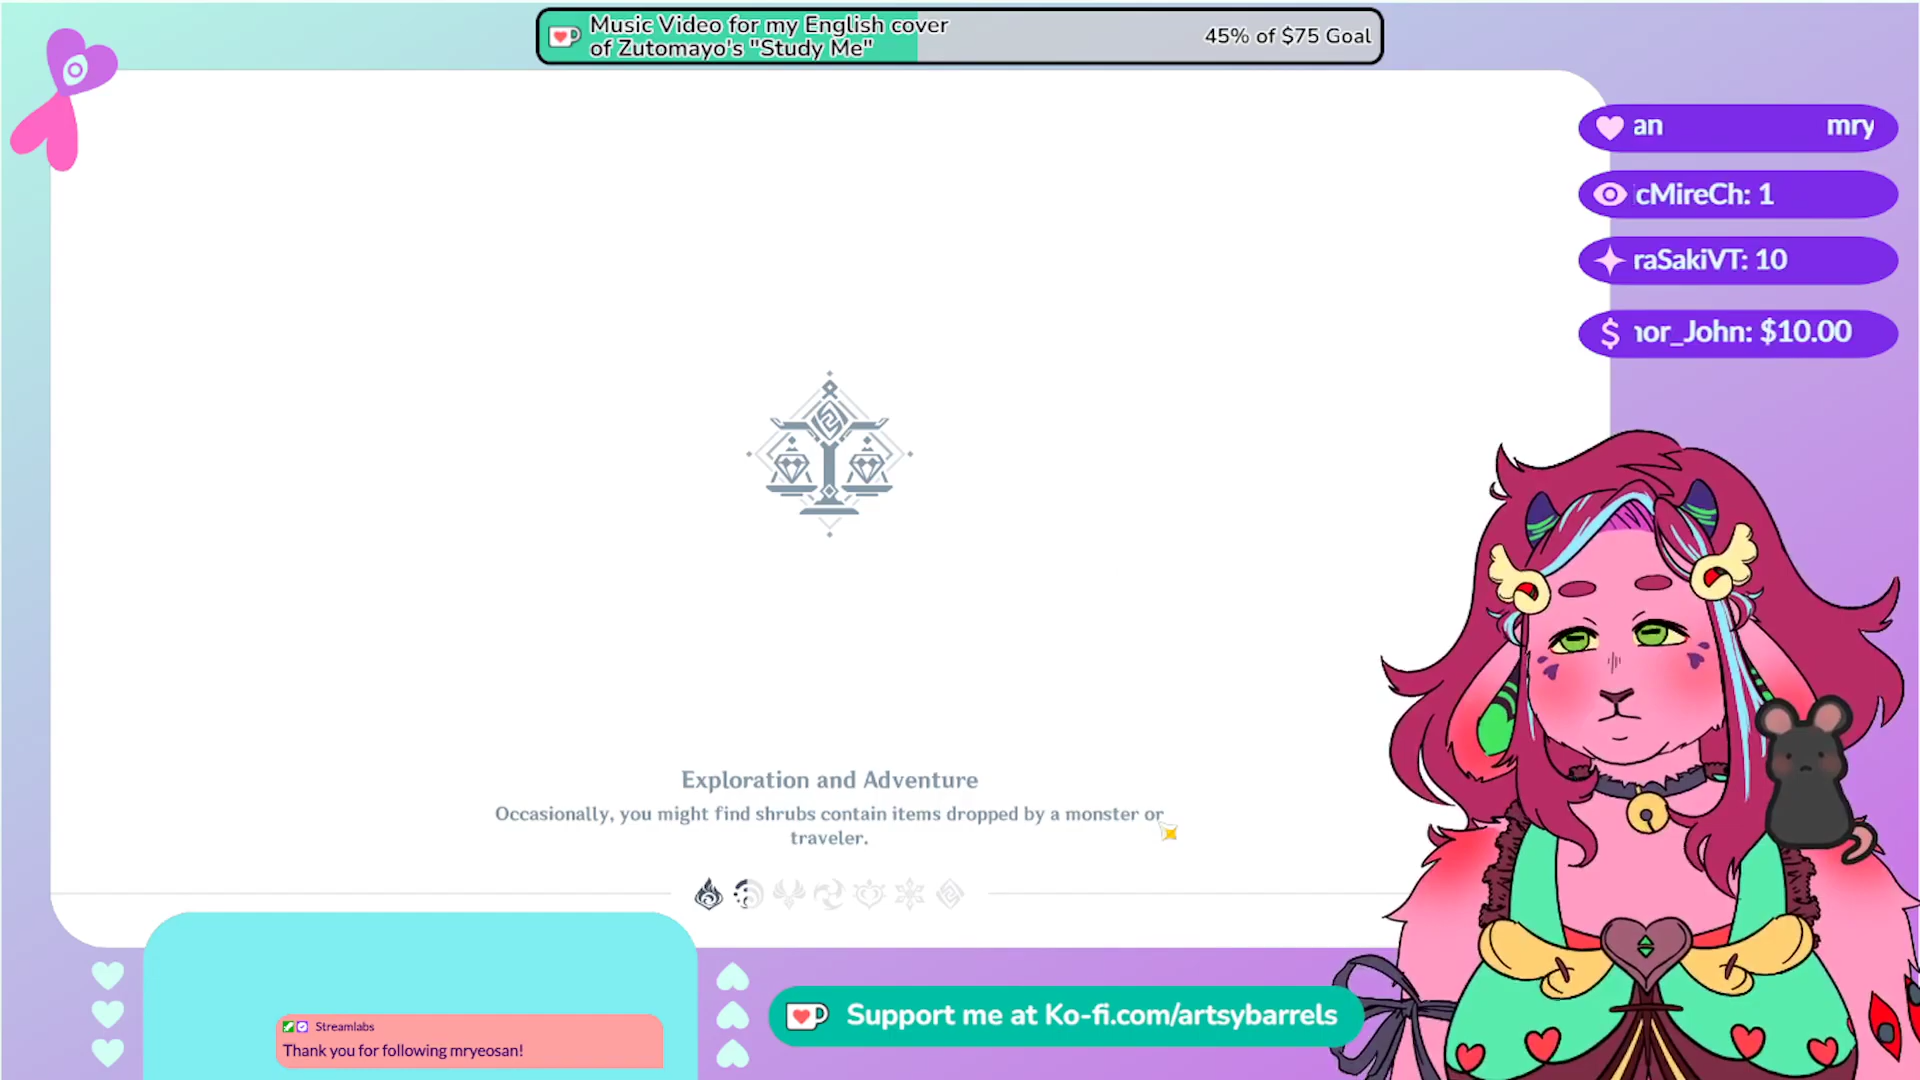 Music Video for my English cover
of Zutomayo's "Study Me"
45% of $75 Goal
an mry
cMireCh: 1
raSakiVT: 10
or_John: $10.00
Exploration and Adventure
Occasionally, you might find shrubs contain items dropped by a monster or
traveler.
Streamlabs
Thank you for following mryeosan!
Support me at Ko-fi.com/artsybarrels